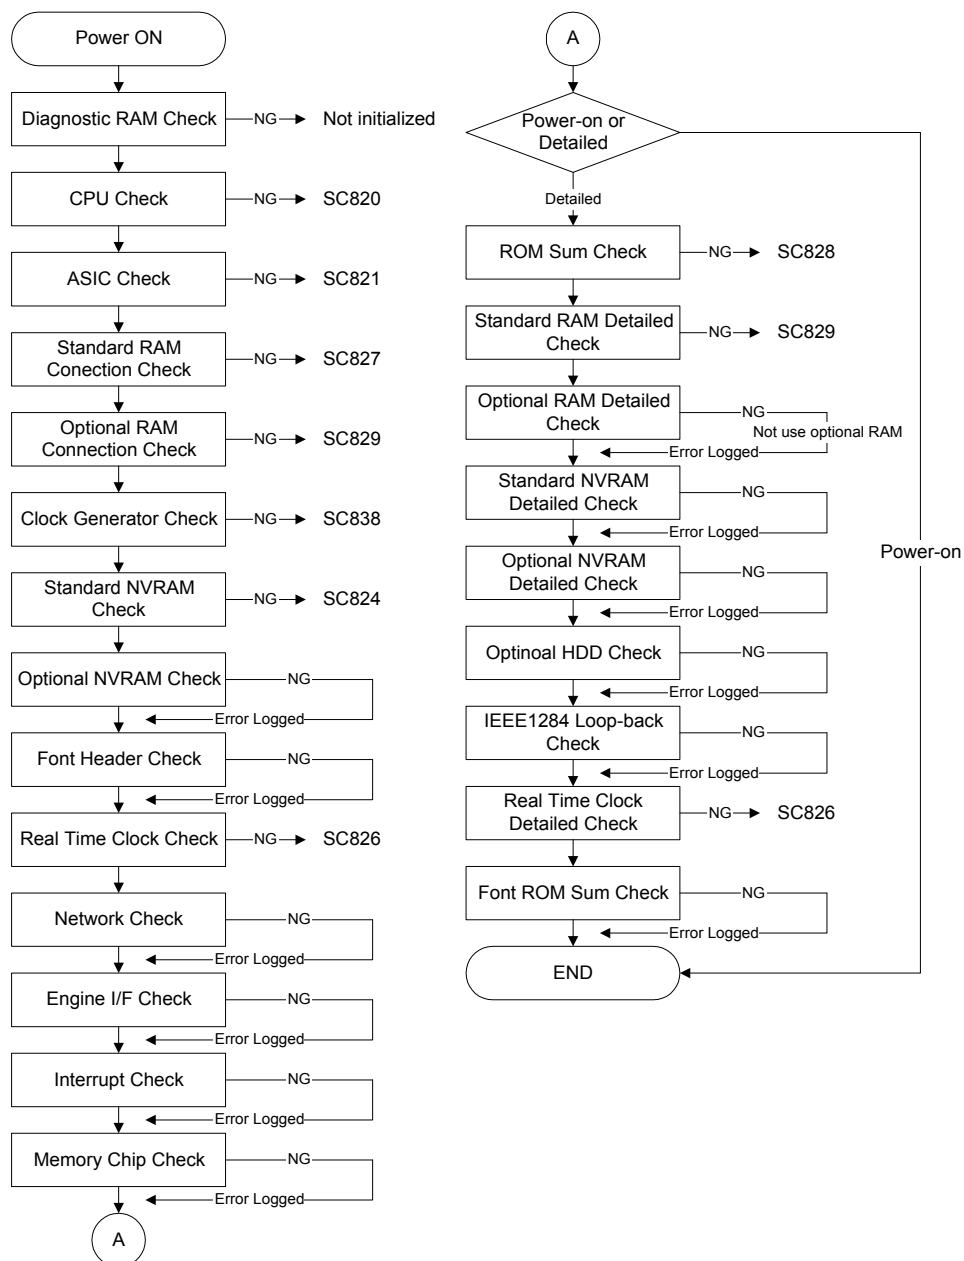 Power ON
Diagnostic RAM Check
NG
Not initialized
CPU Check
NG
SC820
ASIC Check
NG
SC821
Standard RAM
Conection Check
NG
SC827
Optional RAM
Connection Check
NG
SC829
Clock Generator Check
NG
SC838
Standard NVRAM
Check
NG
SC824
Optional NVRAM Check
NG
Error Logged
Font Header Check
NG
Error Logged
Real Time Clock Check
NG
SC826
Network Check
NG
Error Logged
Engine I/F Check
NG
Error Logged
Interrupt Check
NG
Error Logged
Memory Chip Check
NG
Error Logged
A
A
Power-on or
Detailed
Detailed
Power-on
ROM Sum Check
NG
SC828
Standard RAM Detailed
Check
NG
SC829
Optional RAM Detailed
Check
NG
Not use optional RAM
Error Logged
Standard NVRAM
Detailed Check
NG
Error Logged
Optional NVRAM
Detailed Check
NG
Error Logged
Optinoal HDD Check
NG
Error Logged
IEEE1284 Loop-back
Check
NG
Error Logged
Real Time Clock
Detailed Check
NG
SC826
Font ROM Sum Check
NG
Error Logged
END